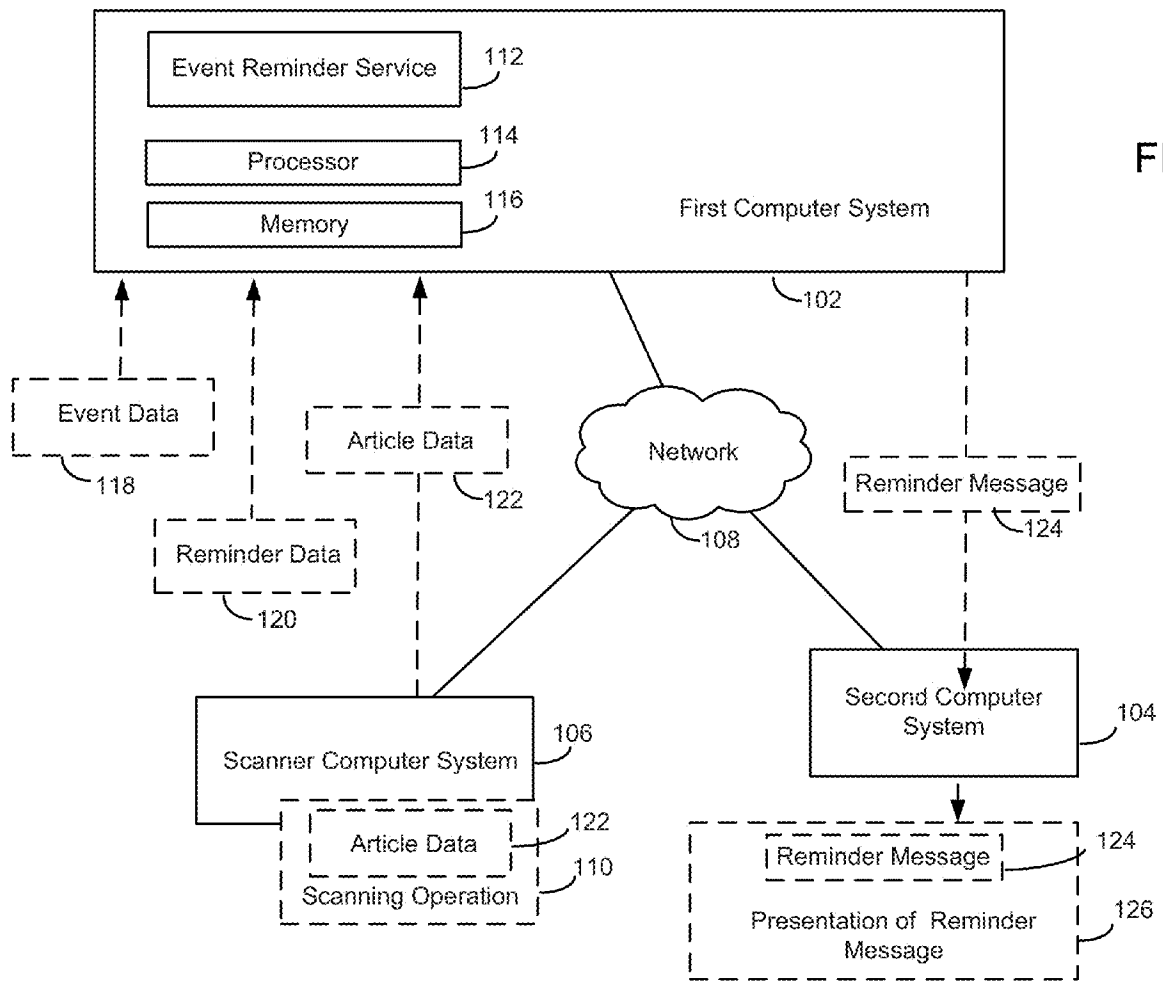 Event Reminder Service
112
Processor
114
Memory
116
First Computer System
102
Event Data
118
Reminder Data
120
Article Data
122
Network
108
Reminder Message
124
Scanner Computer System
106
Article Data
122
Scanning Operation
110
Second Computer
System
104
Reminder Message
124
Presentation of Reminder
Message
126